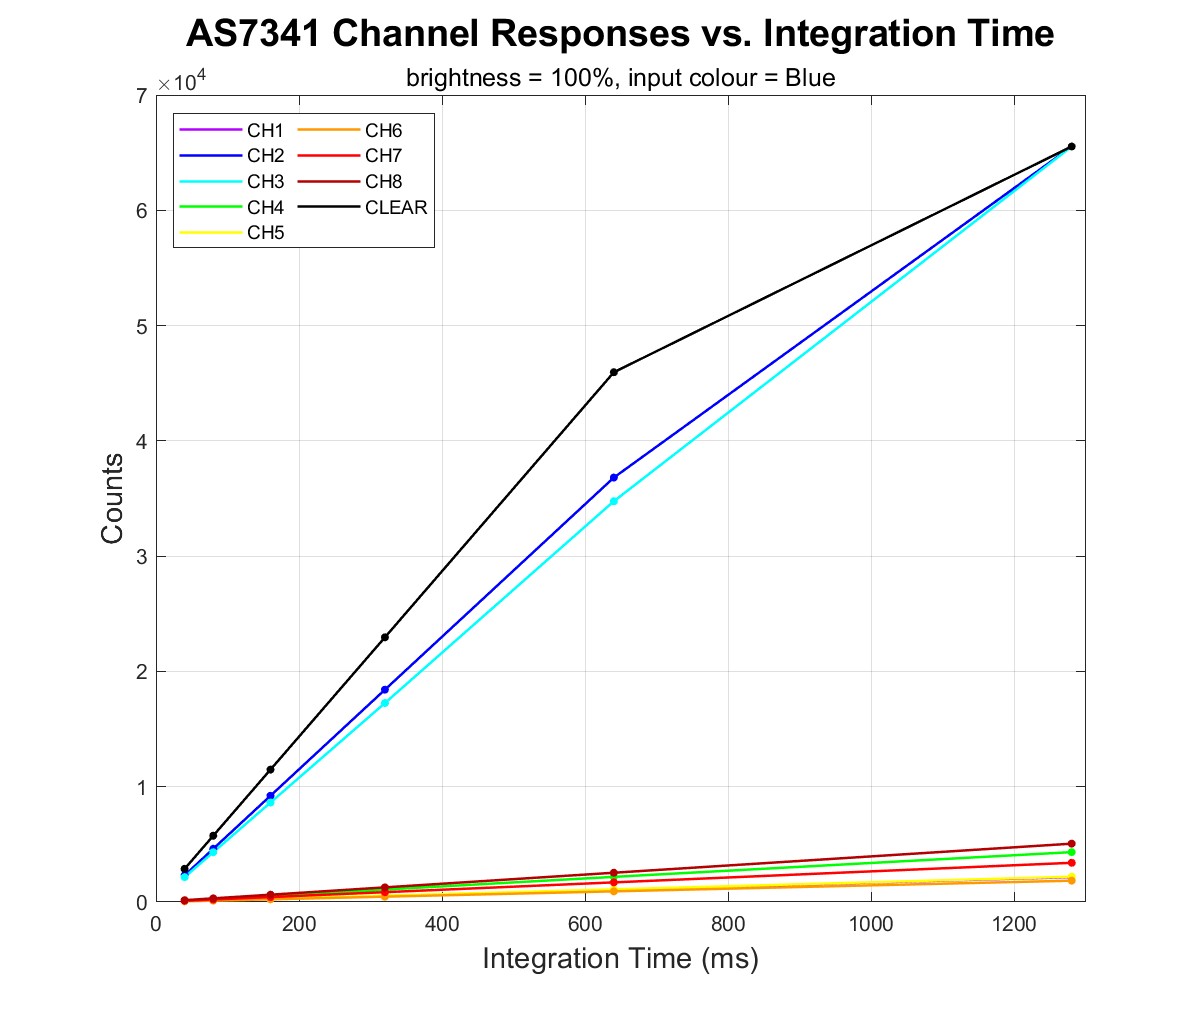 AS7341 Channel Responses vs. Integration Time
brightness = 100%, input colour = Blue
×10⁴
7
6
5
4
3
2
1
0
Counts
CH1 CH6
CH2 CH7
CH3 CH8
CH4 CLEAR
CH5
0 200 400 600 800 1000 1200
Integration Time (ms)